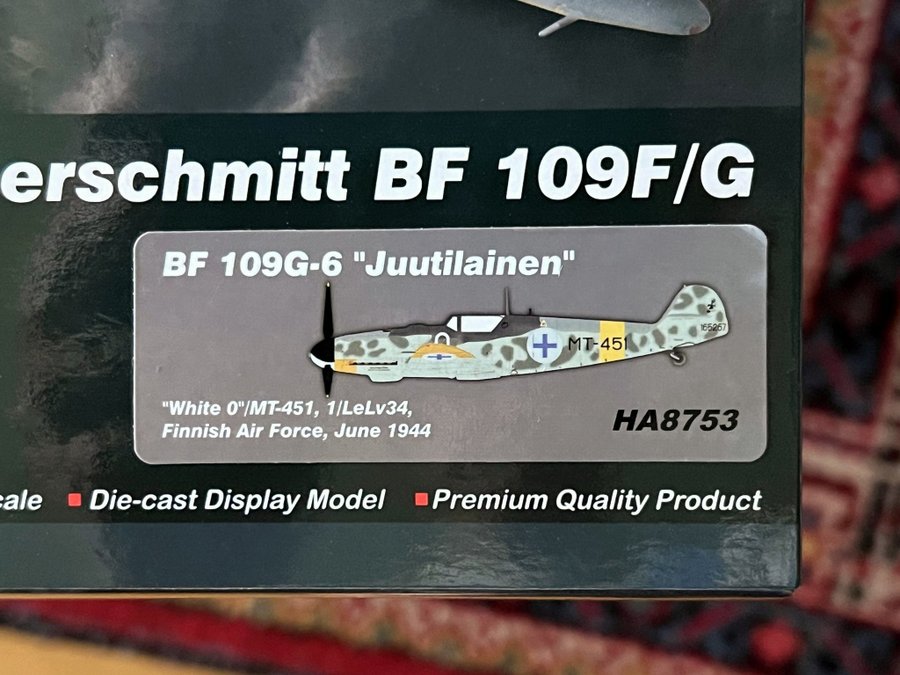 erschmitt BF 109F/G
BF 109G-6 "Juutilainen"
165267
MT-451
"White 0"/MT-451, 1/LeLv34,
Finnish Air Force, June 1944
HA8753
cale ■ Die-cast Display Model ■ Premium Quality Product